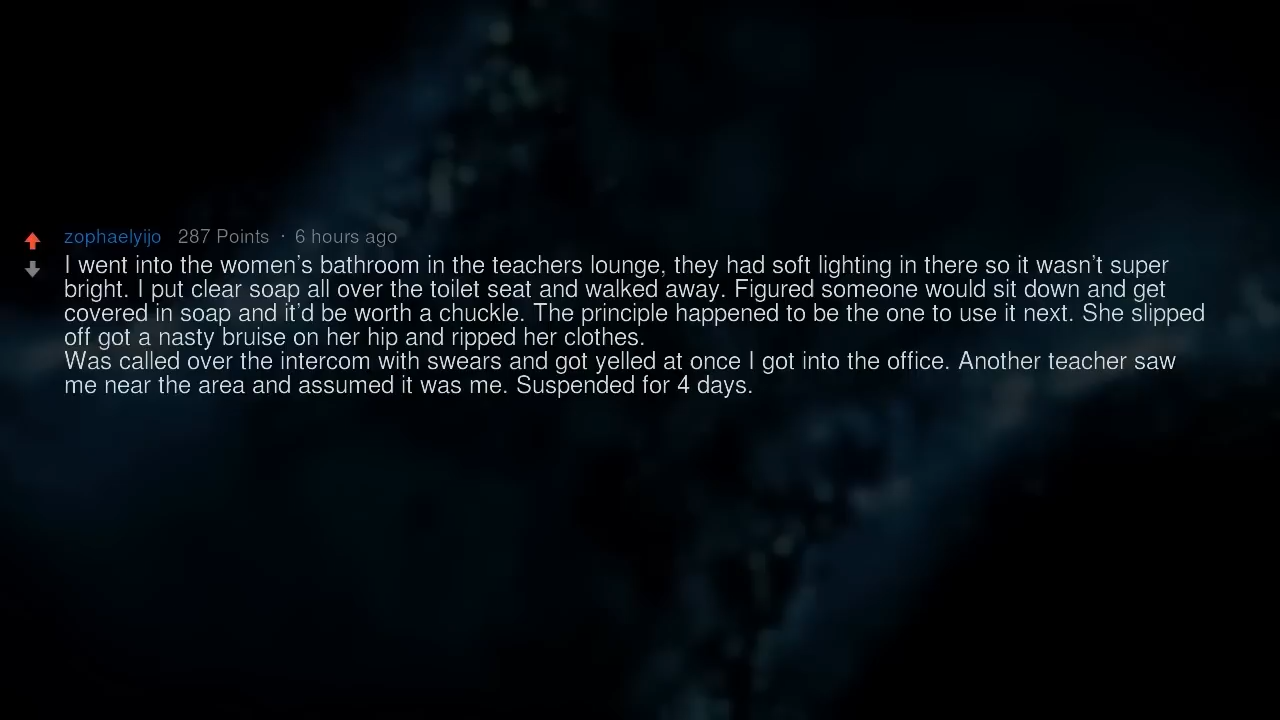 zophaelyijo 287 Points · 6 hours ago
I went into the women’s bathroom in the teachers lounge, they had soft lighting in there so it wasn’t super
bright. I put clear soap all over the toilet seat and walked away. Figured someone would sit down and get
covered in soap and it’d be worth a chuckle. The principle happened to be the one to use it next. She slipped
off got a nasty bruise on her hip and ripped her clothes.
Was called over the intercom with swears and got yelled at once I got into the office. Another teacher saw
me near the area and assumed it was me. Suspended for 4 days.